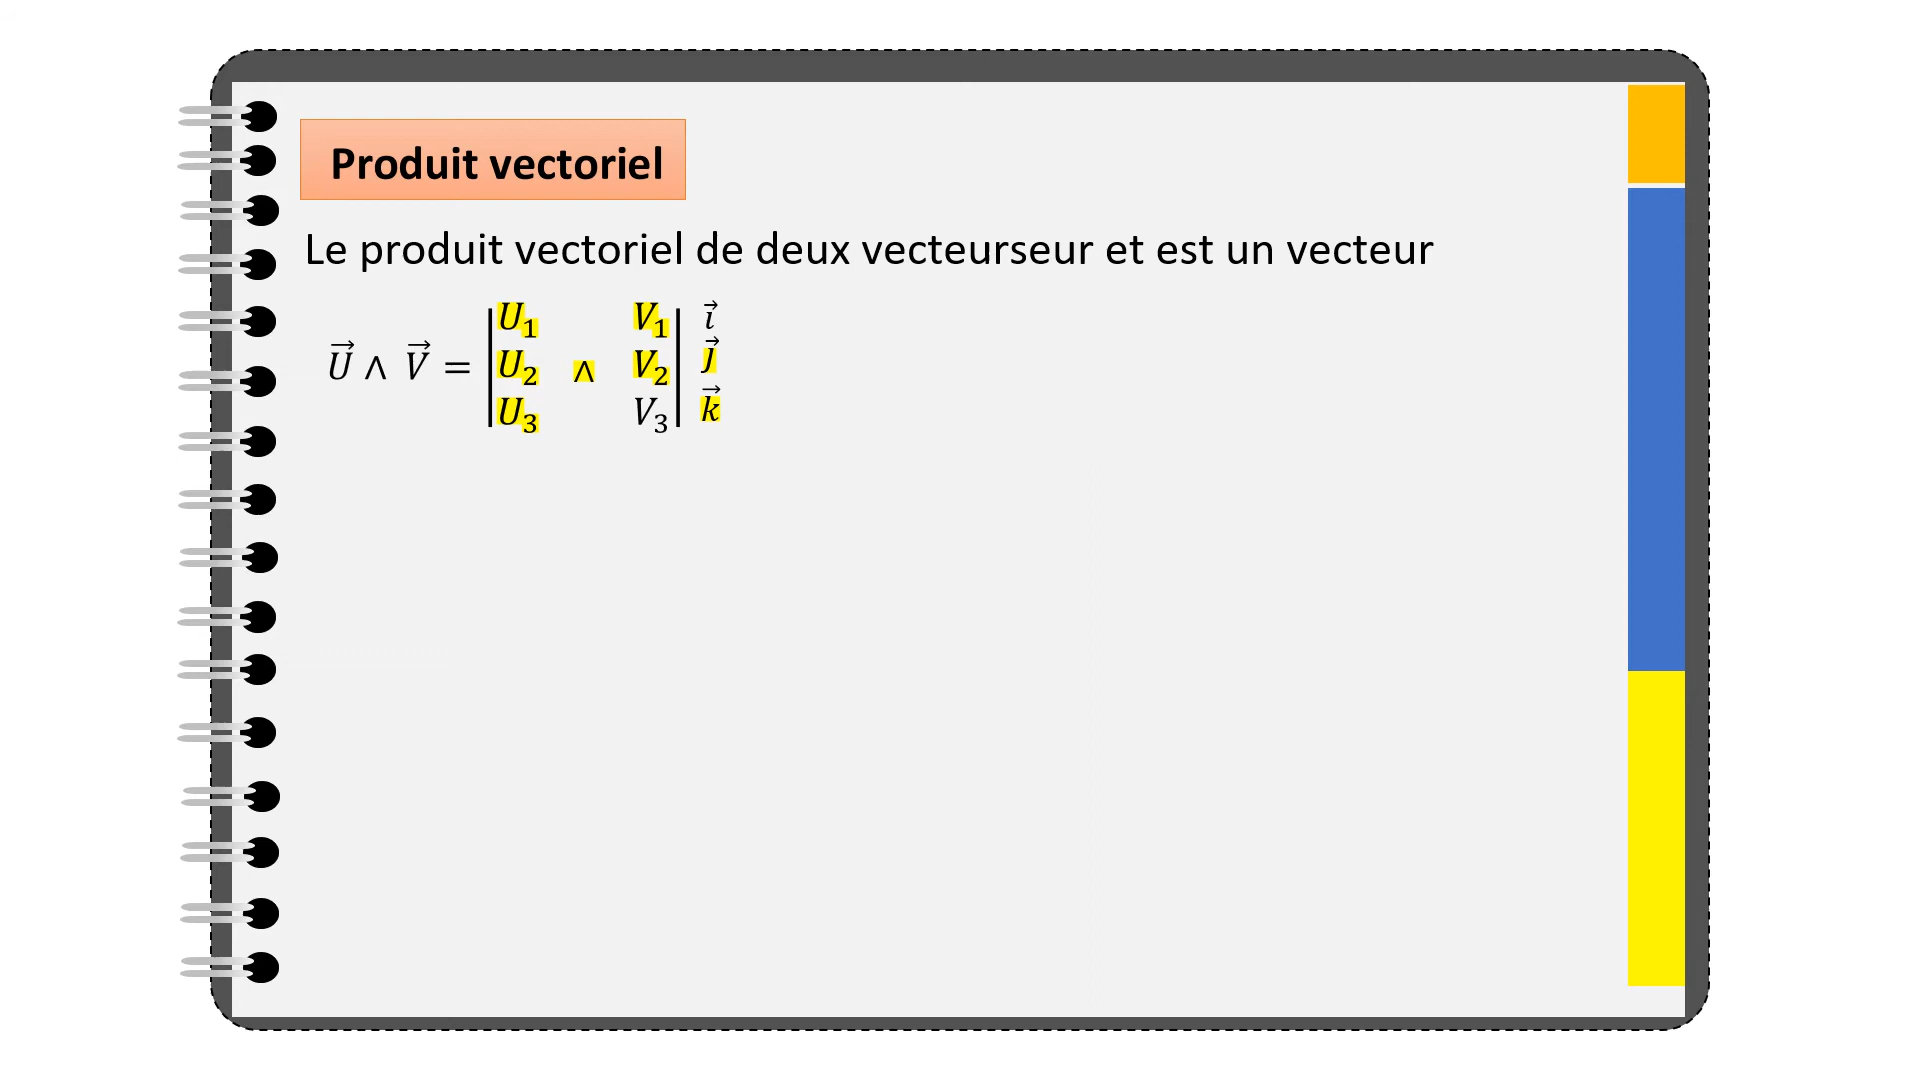 Produit vectoriel
Le produit vectoriel de deux vecteurseur et est un vecteur
U⃗ ∧ V⃗ = | U₁ V₁ | i⃗
U₂ ∧ V₂ ȷ⃗
U₃ V₃ k⃗